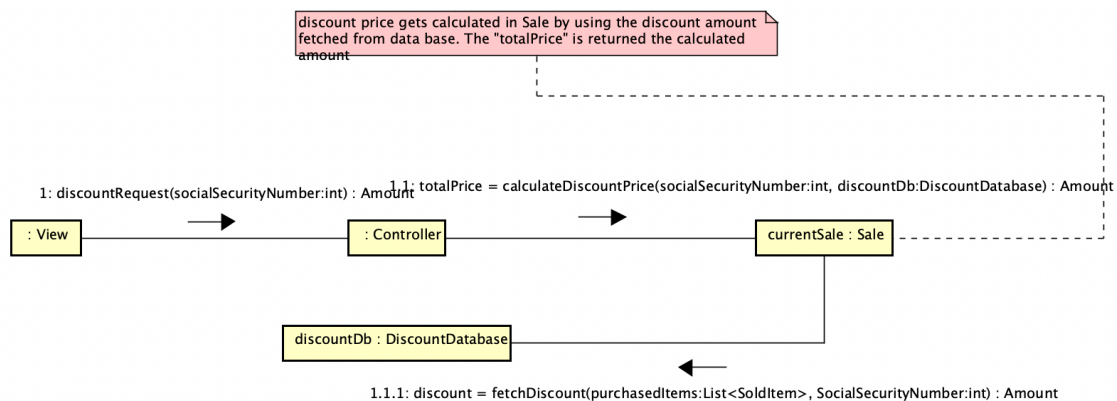 discount price gets calculated in Sale by using the discount amount
fetched from data base. The "totalPrice" is returned the calculated
amount
1: discountRequest(socialSecurityNumber:int) : Amount
1.1: totalPrice = calculateDiscountPrice(socialSecurityNumber:int, discountDb:DiscountDatabase) : Amount
: View
: Controller
currentSale : Sale
discountDb : DiscountDatabase
1.1.1: discount = fetchDiscount(purchasedItems:List<SoldItem>, SocialSecurityNumber:int) : Amount